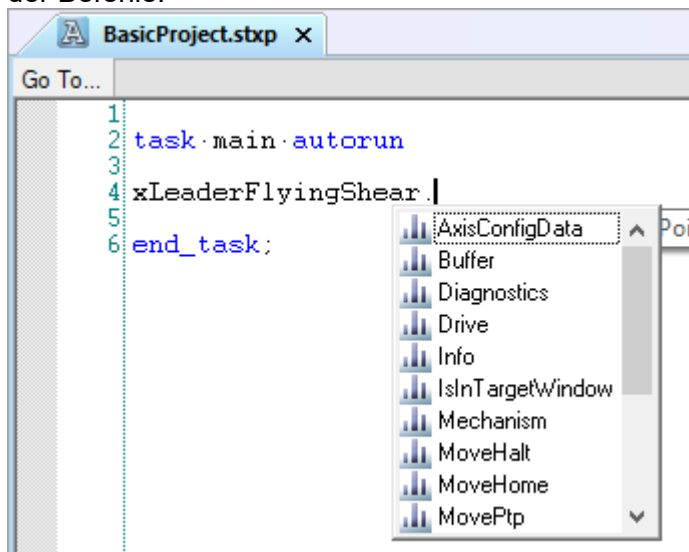 BasicProject.stxp x
Go To...
1
2 task·main·autorun
3
4 xLeaderFlyingShear.
5
6 end_task;
AxisConfigData
Buffer
Diagnostics
Drive
Info
IsInTargetWindow
Mechanism
MoveHalt
MoveHome
MovePtp